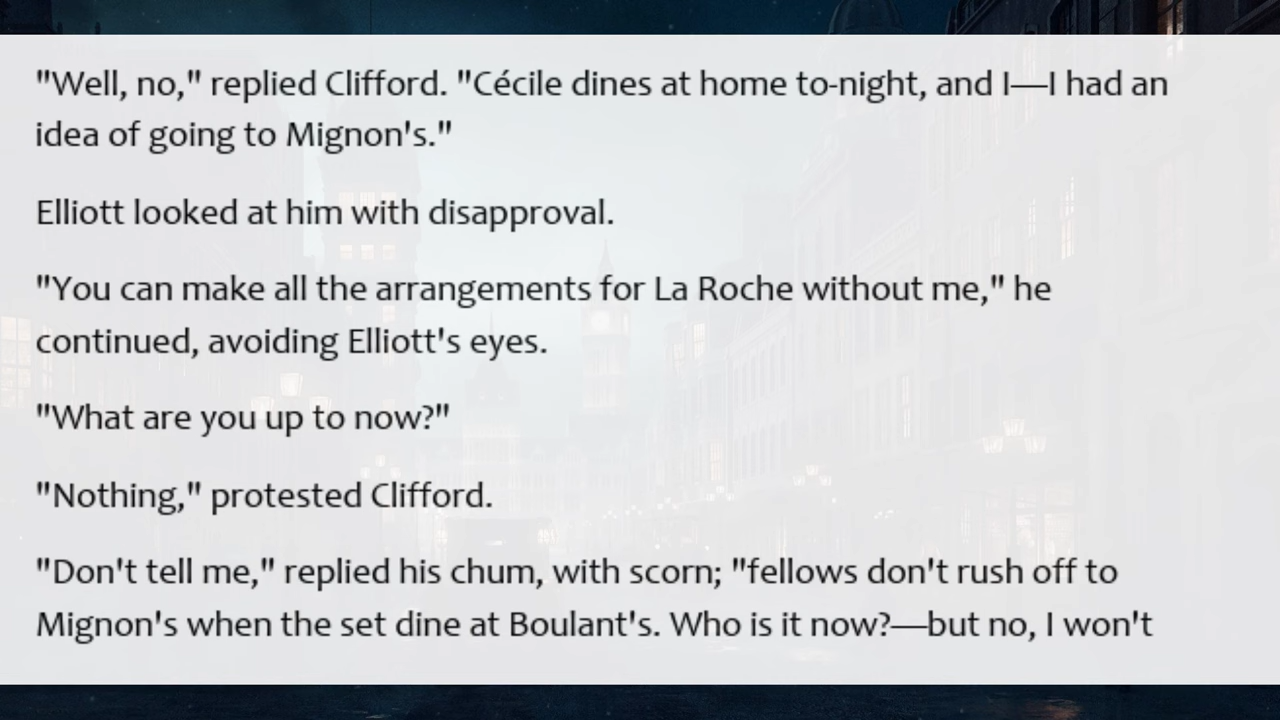 "Well, no," replied Clifford. "Cécile dines at home to-night, and I—I had an
idea of going to Mignon's."
Elliott looked at him with disapproval.
"You can make all the arrangements for La Roche without me," he
continued, avoiding Elliott's eyes.
"What are you up to now?"
"Nothing," protested Clifford.
"Don't tell me," replied his chum, with scorn; "fellows don't rush off to
Mignon's when the set dine at Boulant's. Who is it now?—but no, I won't